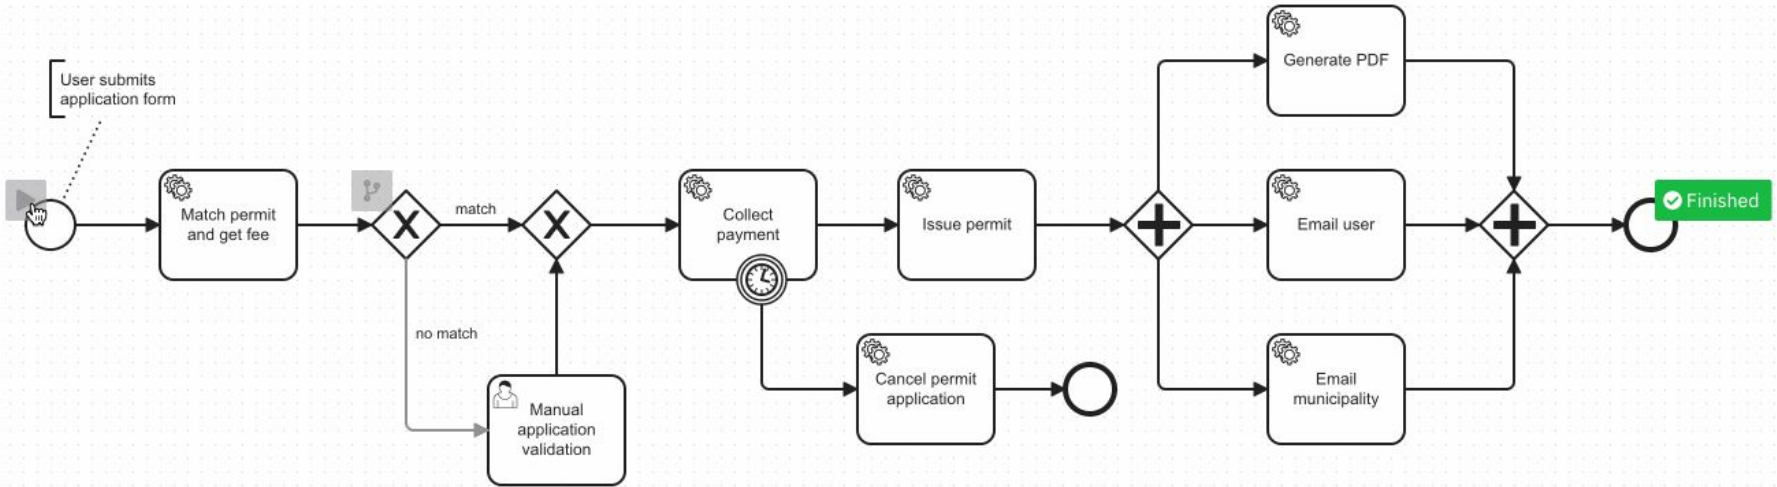 User submits
application form
Match permit
and get fee
match
no match
Manual
application
validation
Collect
payment
Issue permit
Cancel permit
application
Generate PDF
Email user
Email
municipality
Finished